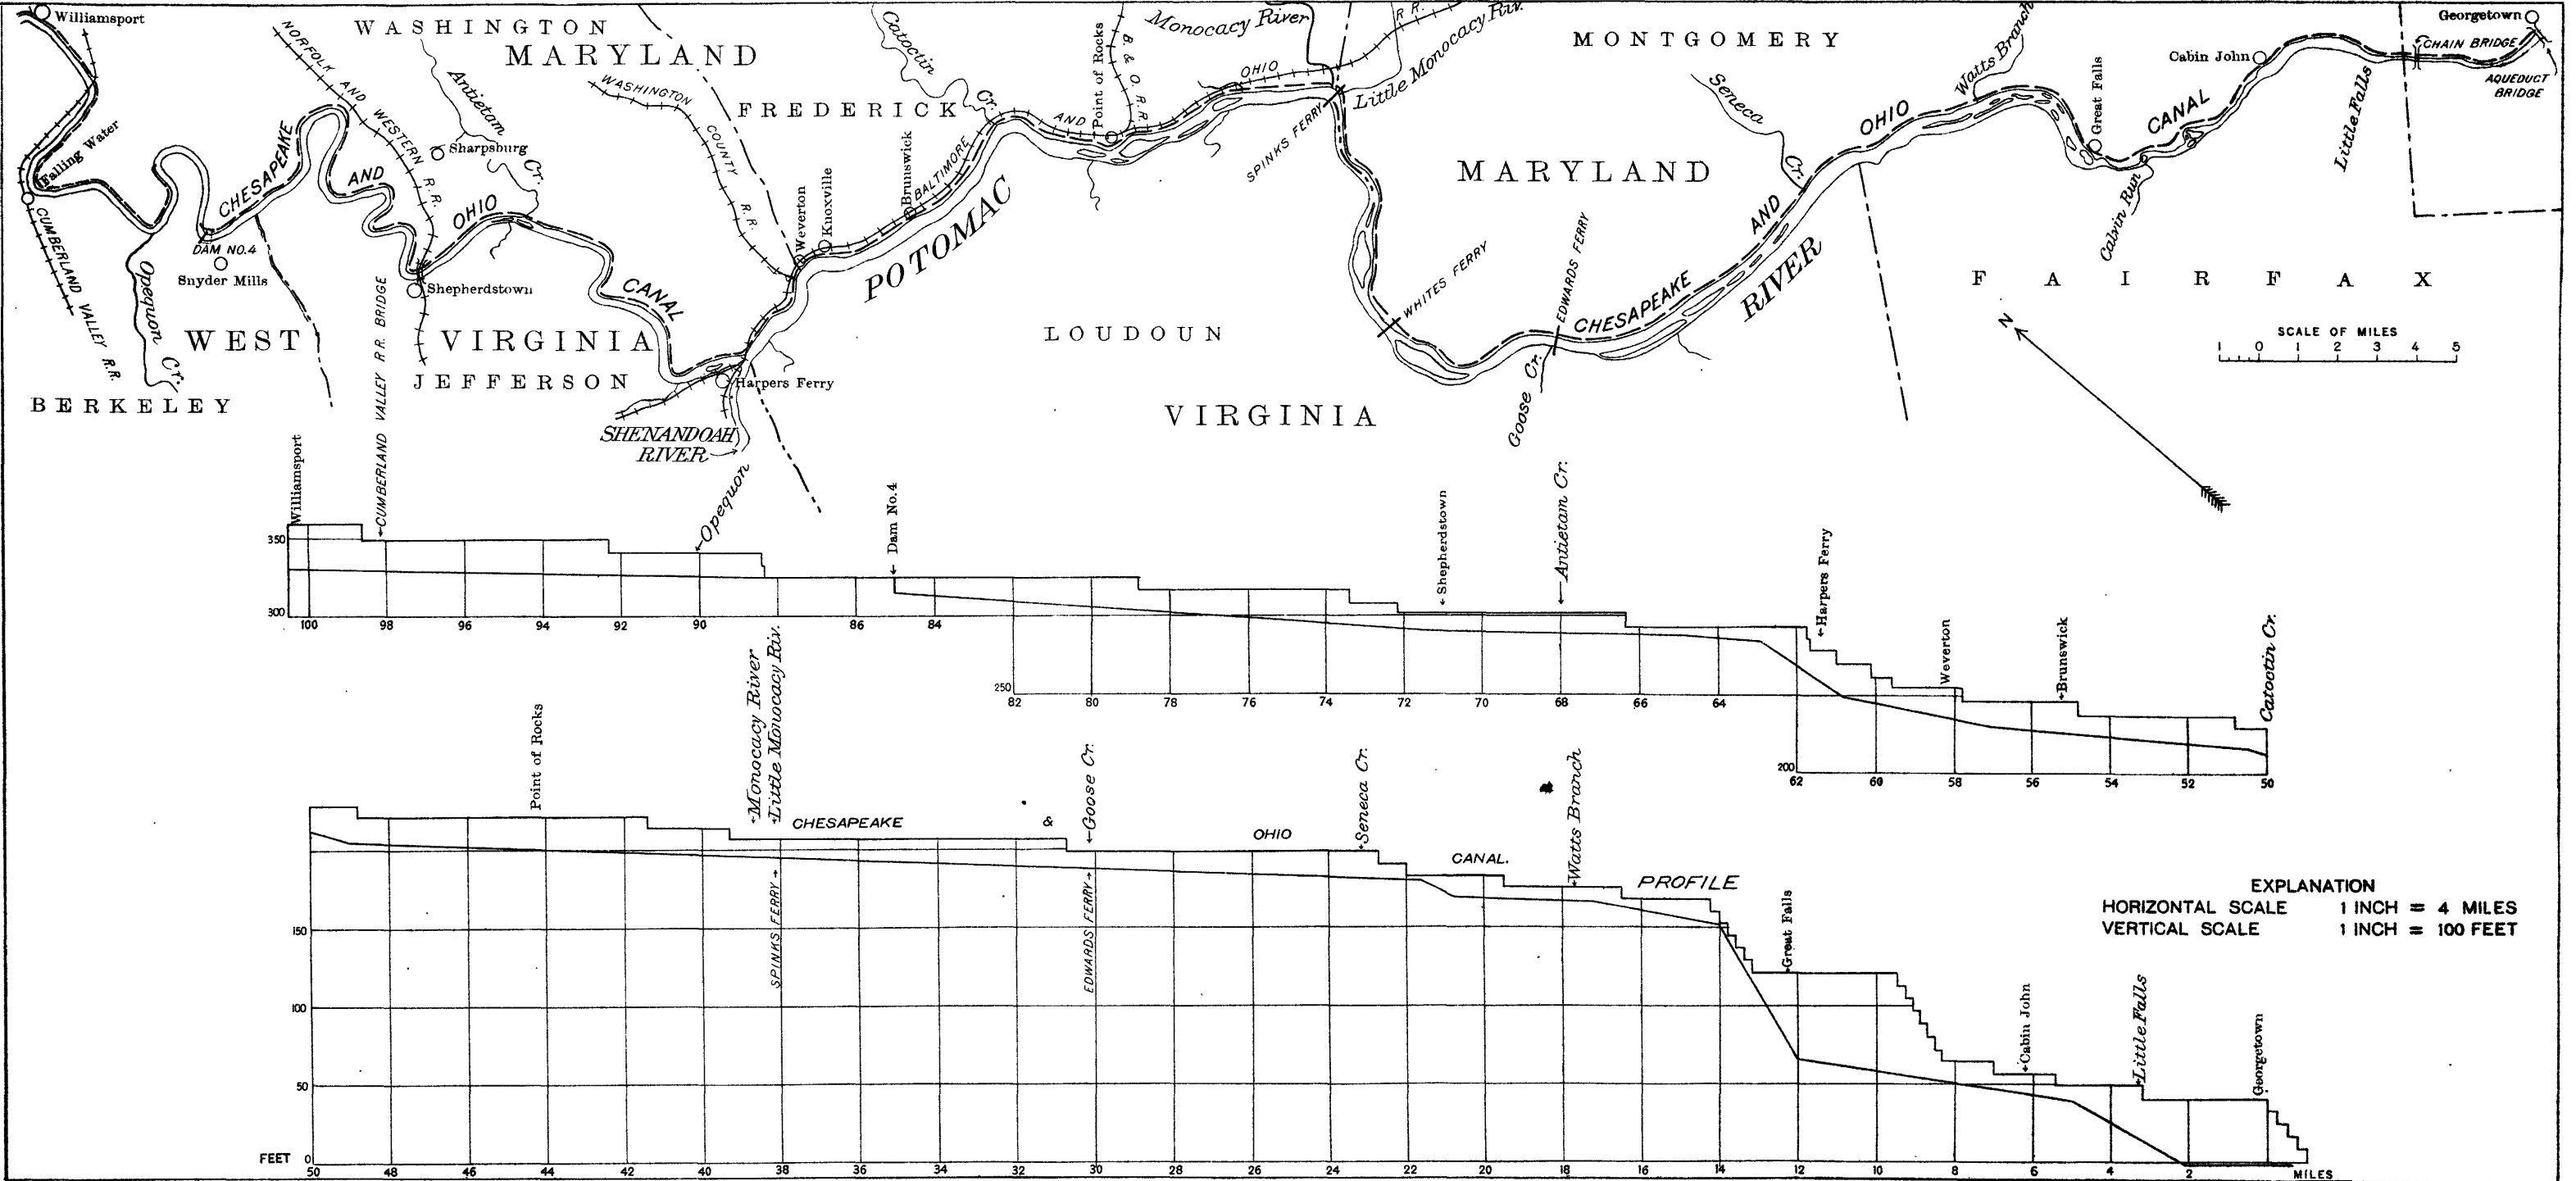 Williamsport
WASHINGTON
MARYLAND
NORFOLK AND WESTERN R.R.
Antietam Cr.
Sharpsburg
WASHINGTON COUNTY R.R.
FREDERICK
Catoctin Cr.
Point of Rocks
B. & O. R.R.
Monocacy River
R.R.
Little Monocacy Riv.
MONTGOMERY
MARYLAND
Seneca Cr.
Watts Branch
Great Falls
Cabin John
Little Falls
CHAIN BRIDGE
Georgetown
AQUEDUCT
BRIDGE
Falling Water
CUMBERLAND VALLEY R.R.
Opequon Cr.
DAM NO.4
Snyder Mills
CHESAPEAKE AND OHIO CANAL
Shepherdstown
Weverton
Knoxville
Brunswick
BALTIMORE AND OHIO
POTOMAC RIVER
SPINKS FERRY
WHITES FERRY
EDWARDS FERRY
Goose Cr.
CHESAPEAKE AND OHIO CANAL
Calvin Run
FAIRFAX
N
SCALE OF MILES
1 0 1 2 3 4 5
WEST VIRGINIA
JEFFERSON
BERKELEY
Harpers Ferry
SHENANDOAH
RIVER
LOUDOUN
VIRGINIA
Williamsport
CUMBERLAND VALLEY R.R. BRIDGE
Opequon
Dam No.4
Shepherdstown
Antietam Cr.
Harpers Ferry
Weverton
Brunswick
Catoctin Cr.
350
300
100 98 96 94 92 90 86 84
250
82 80 78 76 74 72 70 68 66 64
200
62 60 58 56 54 52 50
Point of Rocks
Monocacy River
Little Monocacy Riv.
Goose Cr.
Seneca Cr.
Watts Branch
CHESAPEAKE & OHIO CANAL.
PROFILE
SPINKS FERRY
EDWARDS FERRY
Great Falls
Cabin John
Little Falls
Georgetown
150
100
50
FEET 0
50 48 46 44 42 40 38 36 34 32 30 28 26 24 22 20 18 16 14 12 10 8 6 4 2 MILES
EXPLANATION
HORIZONTAL SCALE 1 INCH = 4 MILES
VERTICAL SCALE 1 INCH = 100 FEET